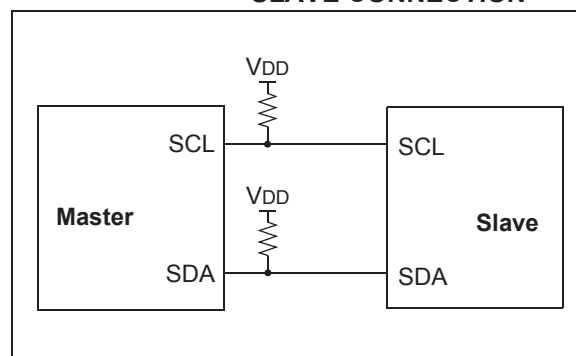 SLAVE CONNECTION
VDD
SCL
SCL
VDD
Master
Slave
SDA
SDA